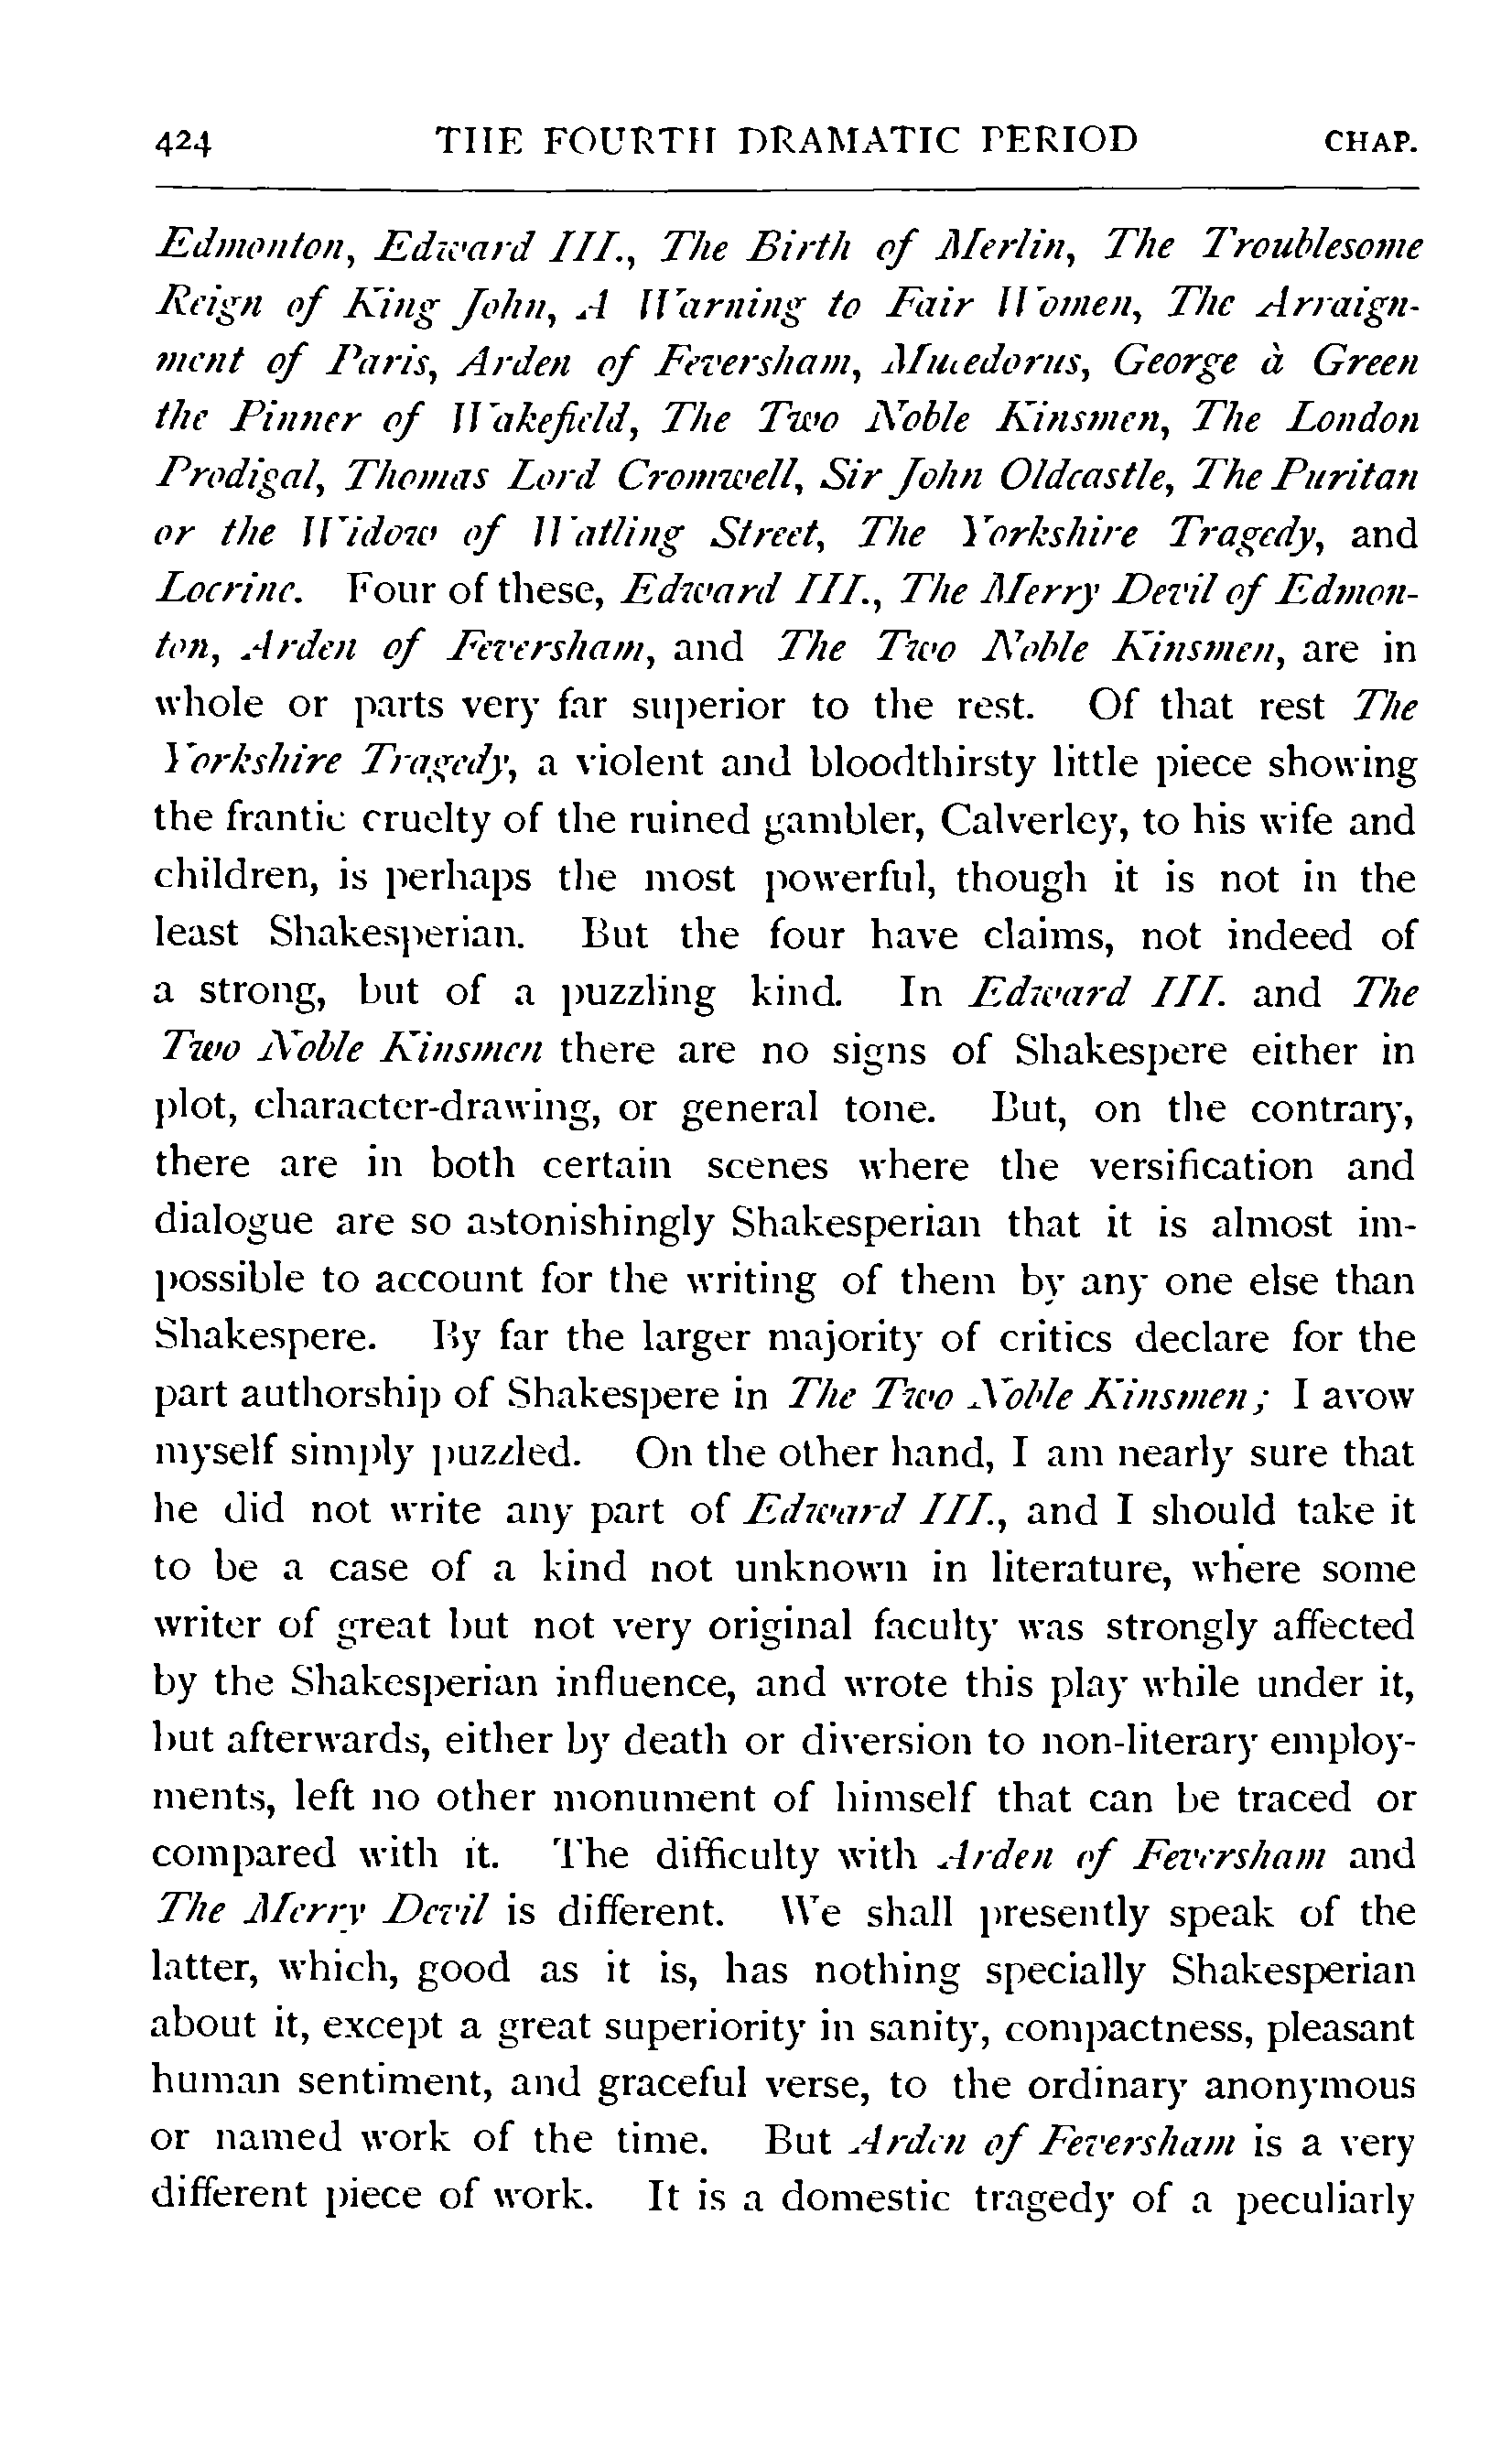 424 THE FOURTH DRAMATIC PERIOD CHAP.
Edmonton, Edward III., The Birth of Merlin, The Troublesome
Reign of King John, A Warning to Fair Women, The Arraign-
ment of Paris, Arden of Feversham, Mucedorus, George à Green
the Pinner of Wakefield, The Two Noble Kinsmen, The London
Prodigal, Thomas Lord Cromwell, Sir John Oldcastle, The Puritan
or the Widow of Watling Street, The Yorkshire Tragedy, and
Locrine. Four of these, Edward III., The Merry Devil of Edmon-
ton, Arden of Feversham, and The Two Noble Kinsmen, are in
whole or parts very far superior to the rest. Of that rest The
Yorkshire Tragedy, a violent and bloodthirsty little piece showing
the frantic cruelty of the ruined gambler, Calverley, to his wife and
children, is perhaps the most powerful, though it is not in the
least Shakesperian. But the four have claims, not indeed of
a strong, but of a puzzling kind. In Edward III. and The
Two Noble Kinsmen there are no signs of Shakespere either in
plot, character-drawing, or general tone. But, on the contrary,
there are in both certain scenes where the versification and
dialogue are so astonishingly Shakesperian that it is almost im-
possible to account for the writing of them by any one else than
Shakespere. By far the larger majority of critics declare for the
part authorship of Shakespere in The Two Noble Kinsmen; I avow
myself simply puzzled. On the other hand, I am nearly sure that
he did not write any part of Edward III., and I should take it
to be a case of a kind not unknown in literature, where some
writer of great but not very original faculty was strongly affected
by the Shakesperian influence, and wrote this play while under it,
but afterwards, either by death or diversion to non-literary employ-
ments, left no other monument of himself that can be traced or
compared with it. The difficulty with Arden of Feversham and
The Merry Devil is different. We shall presently speak of the
latter, which, good as it is, has nothing specially Shakesperian
about it, except a great superiority in sanity, compactness, pleasant
human sentiment, and graceful verse, to the ordinary anonymous
or named work of the time. But Arden of Feversham is a very
different piece of work. It is a domestic tragedy of a peculiarly